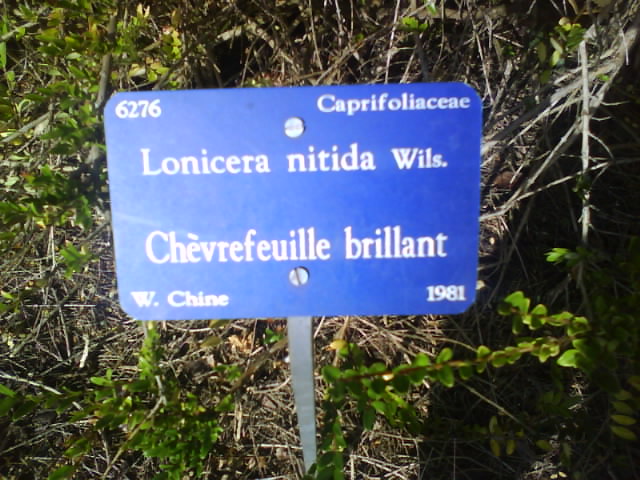 6276 Caprifoliaceae
Lonicera nitida Wils.
Chèvrefeuille brillant
W. Chine 1981